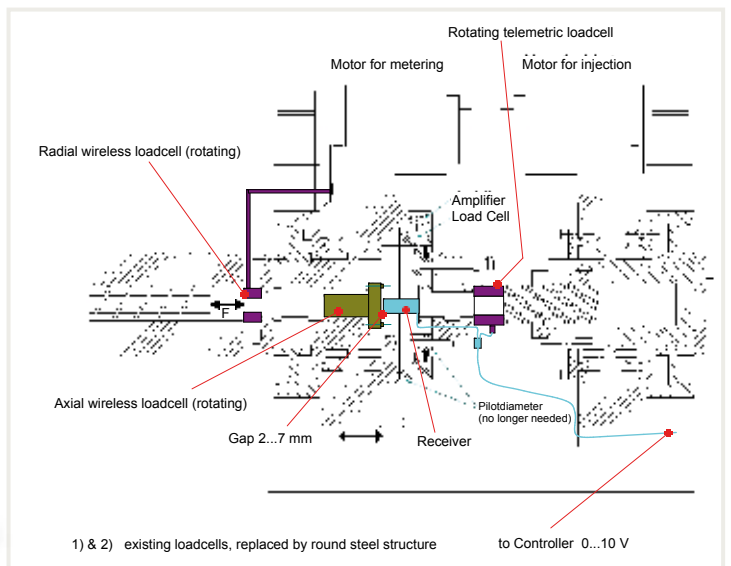 Rotating telemetric loadcell
Motor for metering
Motor for injection
Radial wireless loadcell (rotating)
Amplifier
Load Cell
F
Axial wireless loadcell (rotating)
Pilotdiameter
(no longer needed)
Gap 2...7 mm
Receiver
1) & 2) existing loadcells, replaced by round steel structure
to Controller 0...10 V